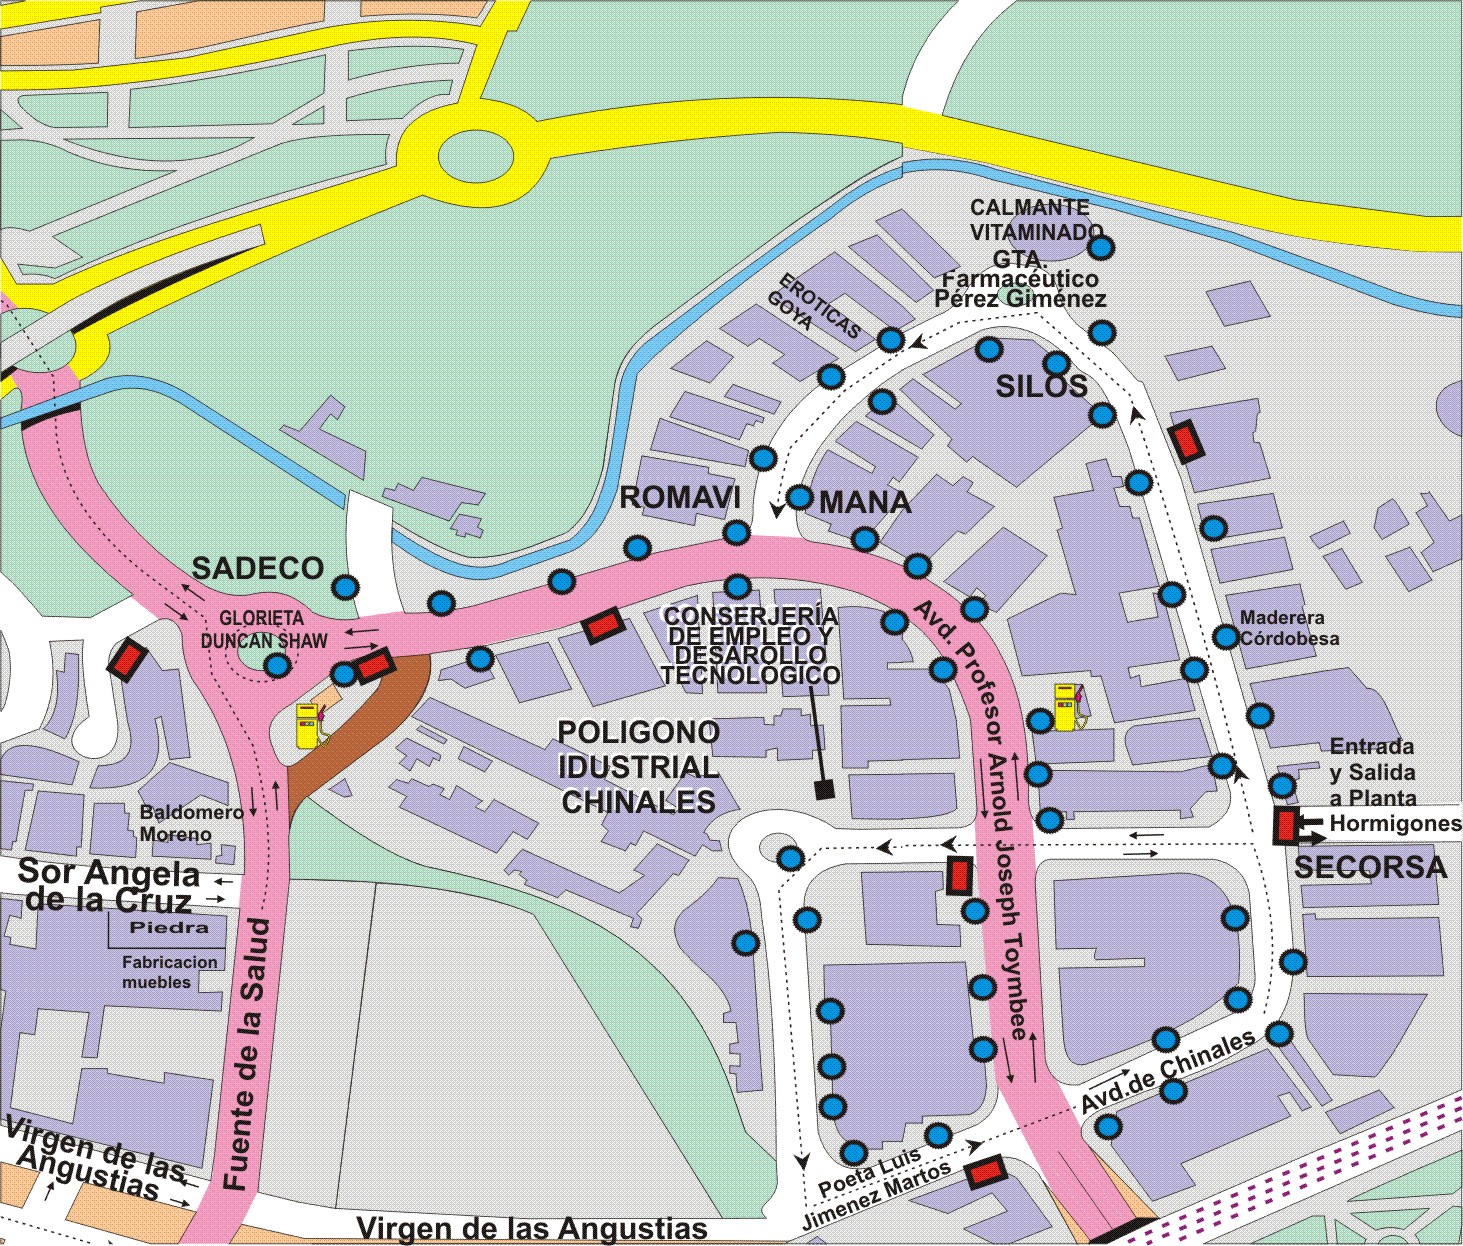 CALMANTE
VITAMINADO
GTA.
Farmacéutico
Pérez Giménez
EROTICAS
GOYA
SILOS
ROMAVI
MANA
SADECO
GLORIETA
DUNCAN SHAW
CONSERJERÍA
DE EMPLEO Y
DESAROLLO
TECNOLOGICO
Avd. Profesor Arnold Joseph Toymbee
Maderera
Córdobesa
POLIGONO
IDUSTRIAL
CHINALES
Entrada
y Salida
a Planta
Hormigones
SECORSA
Baldomero
Moreno
Sor Angela
de la Cruz
Piedra
Fabricacion
muebles
Fuente de la Salud
Avd.de Chinales
Virgen de las
Angustias
Poeta Luis
Jimenez Martos
Virgen de las Angustias